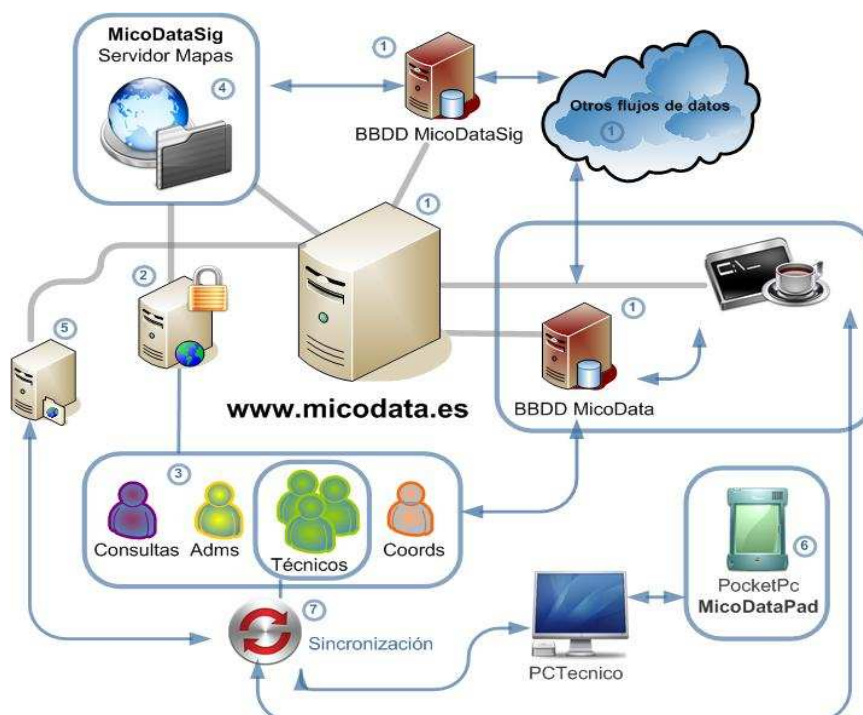 MicoDataSig
Servidor Mapas
4
1
BBDD MicoDataSig
Otros flujos de datos
1
1
2
5
1
C:\_
BBDD MicoData
www.micodata.es
3
Consultas
Adms
Técnicos
Coords
6
PocketPc
MicoDataPad
7
Sincronización
PCTecnico